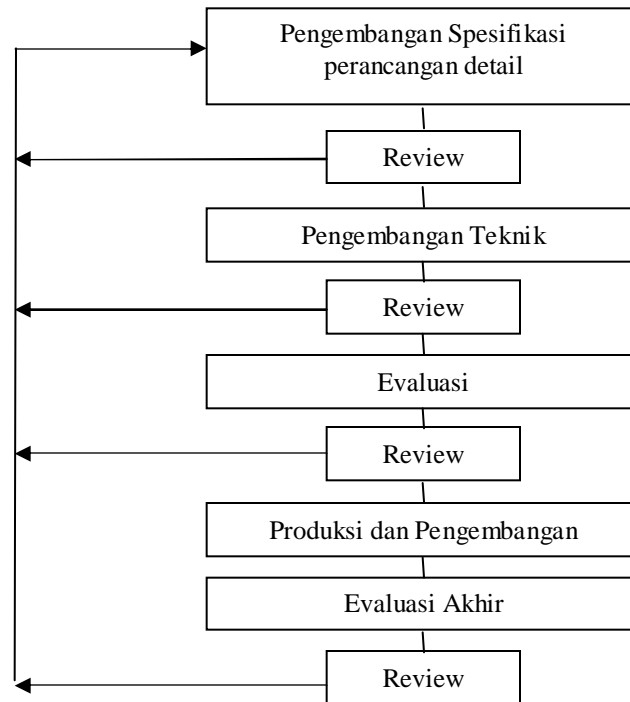 Pengembangan Spesifikasi
perancangan detail
Review
Pengembangan Teknik
Review
Evaluasi
Review
Produksi dan Pengembangan
Evaluasi Akhir
Review